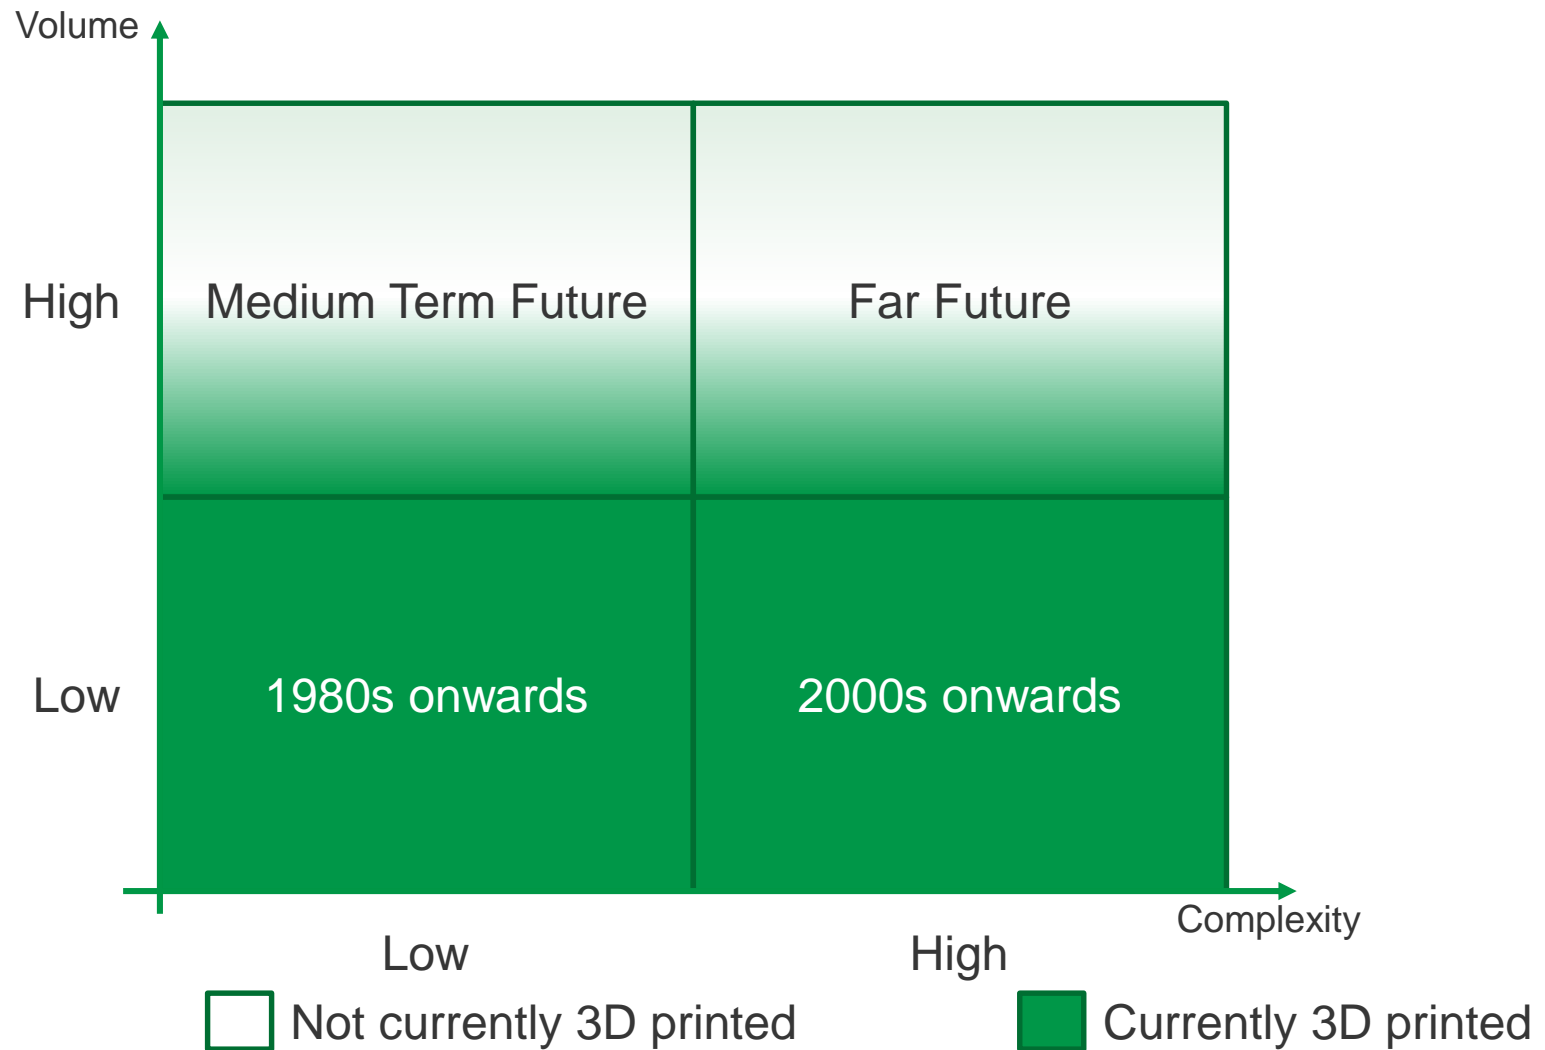 Volume
High
Medium Term Future
Far Future
Low
1980s onwards
2000s onwards
Complexity
Low
High
Not currently 3D printed
Currently 3D printed